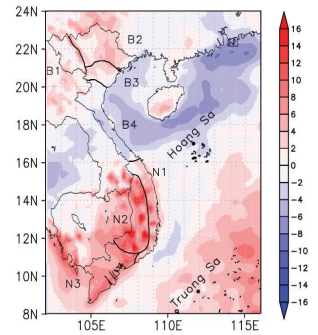 24N
22N
20N
18N
16N
14N
12N
10N
8N
105E
110E
115E
B1
B2
B3
B4
N1
N2
N3
Hoang Sa
Truong Sa
16
14
12
10
8
6
4
2
0
−2
−4
−6
−8
−10
−12
−14
−16